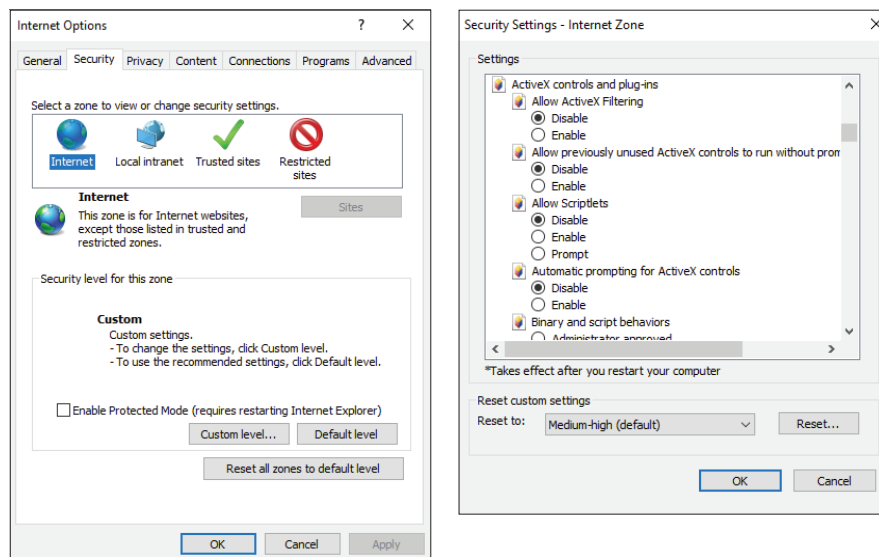 Internet Options
?
General Security Privacy Content Connections Programs Advanced
Select a zone to view or change security settings.
Internet Local intranet Trusted sites Restricted
sites
Internet
Sites
This zone is for Internet websites,
except those listed in trusted and
restricted zones.
Security level for this zone
Custom
Custom settings.
- To change the settings, click Custom level.
- To use the recommended settings, click Default level.
Enable Protected Mode (requires restarting Internet Explorer)
Custom level... Default level
Reset all zones to default level
OK Cancel Apply
Security Settings - Internet Zone
Settings
ActiveX controls and plug-ins
Allow ActiveX Filtering
Disable
Enable
Allow previously unused ActiveX controls to run without prom
Disable
Enable
Allow Scriptlets
Disable
Enable
Prompt
Automatic prompting for ActiveX controls
Disable
Enable
Binary and script behaviors
Administrator approved
*Takes effect after you restart your computer
Reset custom settings
Reset to: Medium-high (default) Reset...
OK Cancel